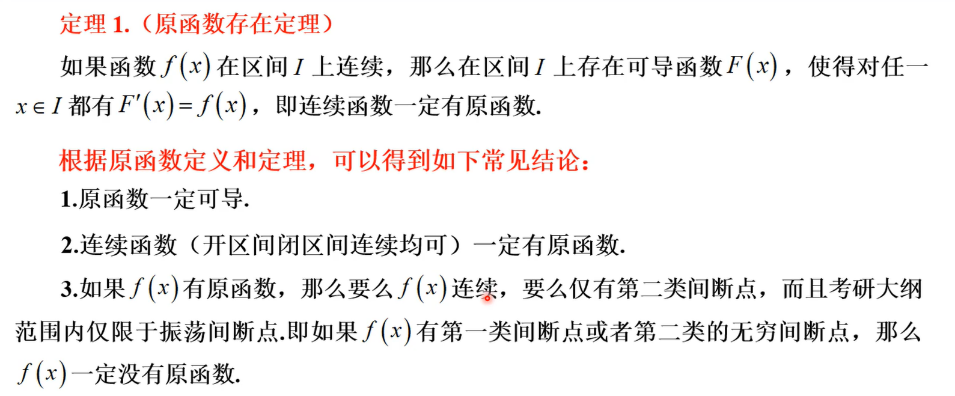 定理 1.（原函数存在定理）
如果函数 f(x) 在区间 I 上连续，那么在区间 I 上存在可导函数 F(x)，使得对任一
x∈I 都有 F′(x)=f(x)，即连续函数一定有原函数.
根据原函数定义和定理，可以得到如下常见结论：
1.原函数一定可导.
2.连续函数（开区间闭区间连续均可）一定有原函数.
3.如果 f(x) 有原函数，那么要么 f(x) 连续，要么仅有第二类间断点，而且考研大纲
范围内仅限于振荡间断点.即如果 f(x) 有第一类间断点或者第二类的无穷间断点，那么
f(x) 一定没有原函数.